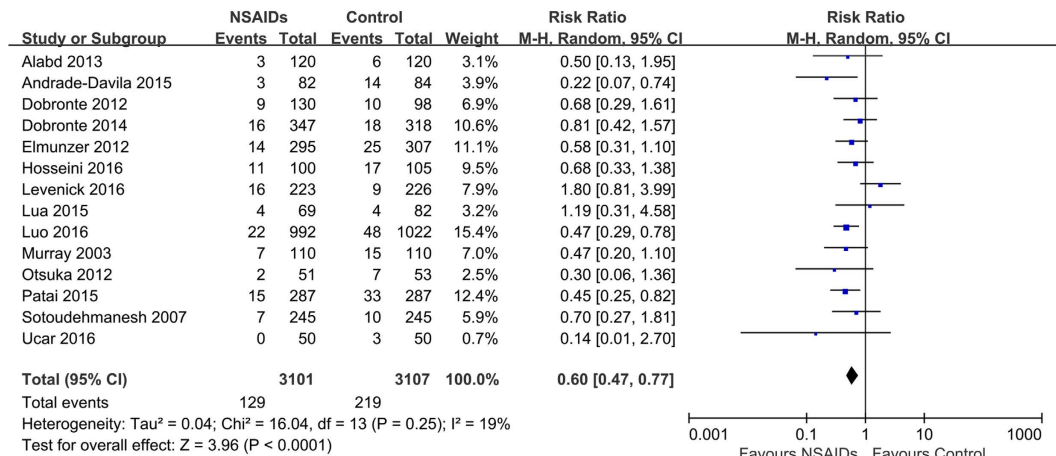 NSAIDs Control Risk Ratio Risk Ratio
Study or Subgroup Events Total Events Total Weight M-H, Random, 95% CI M-H, Random, 95% CI
Alabd 2013 3 120 6 120 3.1% 0.50 [0.13, 1.95]
Andrade-Davila 2015 3 82 14 84 3.9% 0.22 [0.07, 0.74]
Dobronte 2012 9 130 10 98 6.9% 0.68 [0.29, 1.61]
Dobronte 2014 16 347 18 318 10.6% 0.81 [0.42, 1.57]
Elmunzer 2012 14 295 25 307 11.1% 0.58 [0.31, 1.10]
Hosseini 2016 11 100 17 105 9.5% 0.68 [0.33, 1.38]
Levenick 2016 16 223 9 226 7.9% 1.80 [0.81, 3.99]
Lua 2015 4 69 4 82 3.2% 1.19 [0.31, 4.58]
Luo 2016 22 992 48 1022 15.4% 0.47 [0.29, 0.78]
Murray 2003 7 110 15 110 7.0% 0.47 [0.20, 1.10]
Otsuka 2012 2 51 7 53 2.5% 0.30 [0.06, 1.36]
Patai 2015 15 287 33 287 12.4% 0.45 [0.25, 0.82]
Sotoudehmanesh 2007 7 245 10 245 5.9% 0.70 [0.27, 1.81]
Ucar 2016 0 50 3 50 0.7% 0.14 [0.01, 2.70]
Total (95% CI) 3101 3107 100.0% 0.60 [0.47, 0.77]
Total events 129 219
Heterogeneity: Tau² = 0.04; Chi² = 16.04, df = 13 (P = 0.25); I² = 19%
Test for overall effect: Z = 3.96 (P < 0.0001)
0.001 0.1 1 10 1000
Favours NSAIDs Favours Control